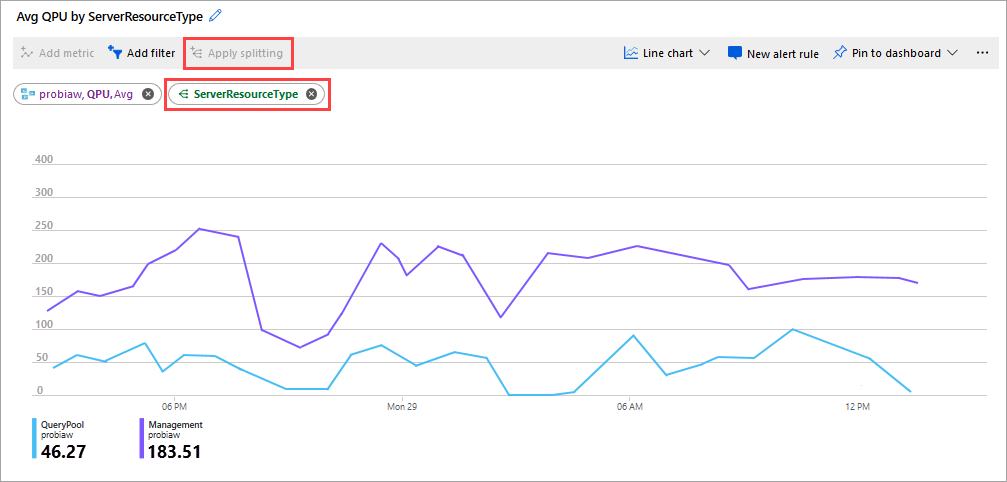 Avg QPU by ServerResourceType
Add metric Add filter Apply splitting Line chart New alert rule Pin to dashboard ...
probiaw, QPU, Avg ServerResourceType
400
300
250
200
150
100
50
0
06 PM Mon 29 06 AM 12 PM
QueryPool Management
probiaw probiaw
46.27 183.51